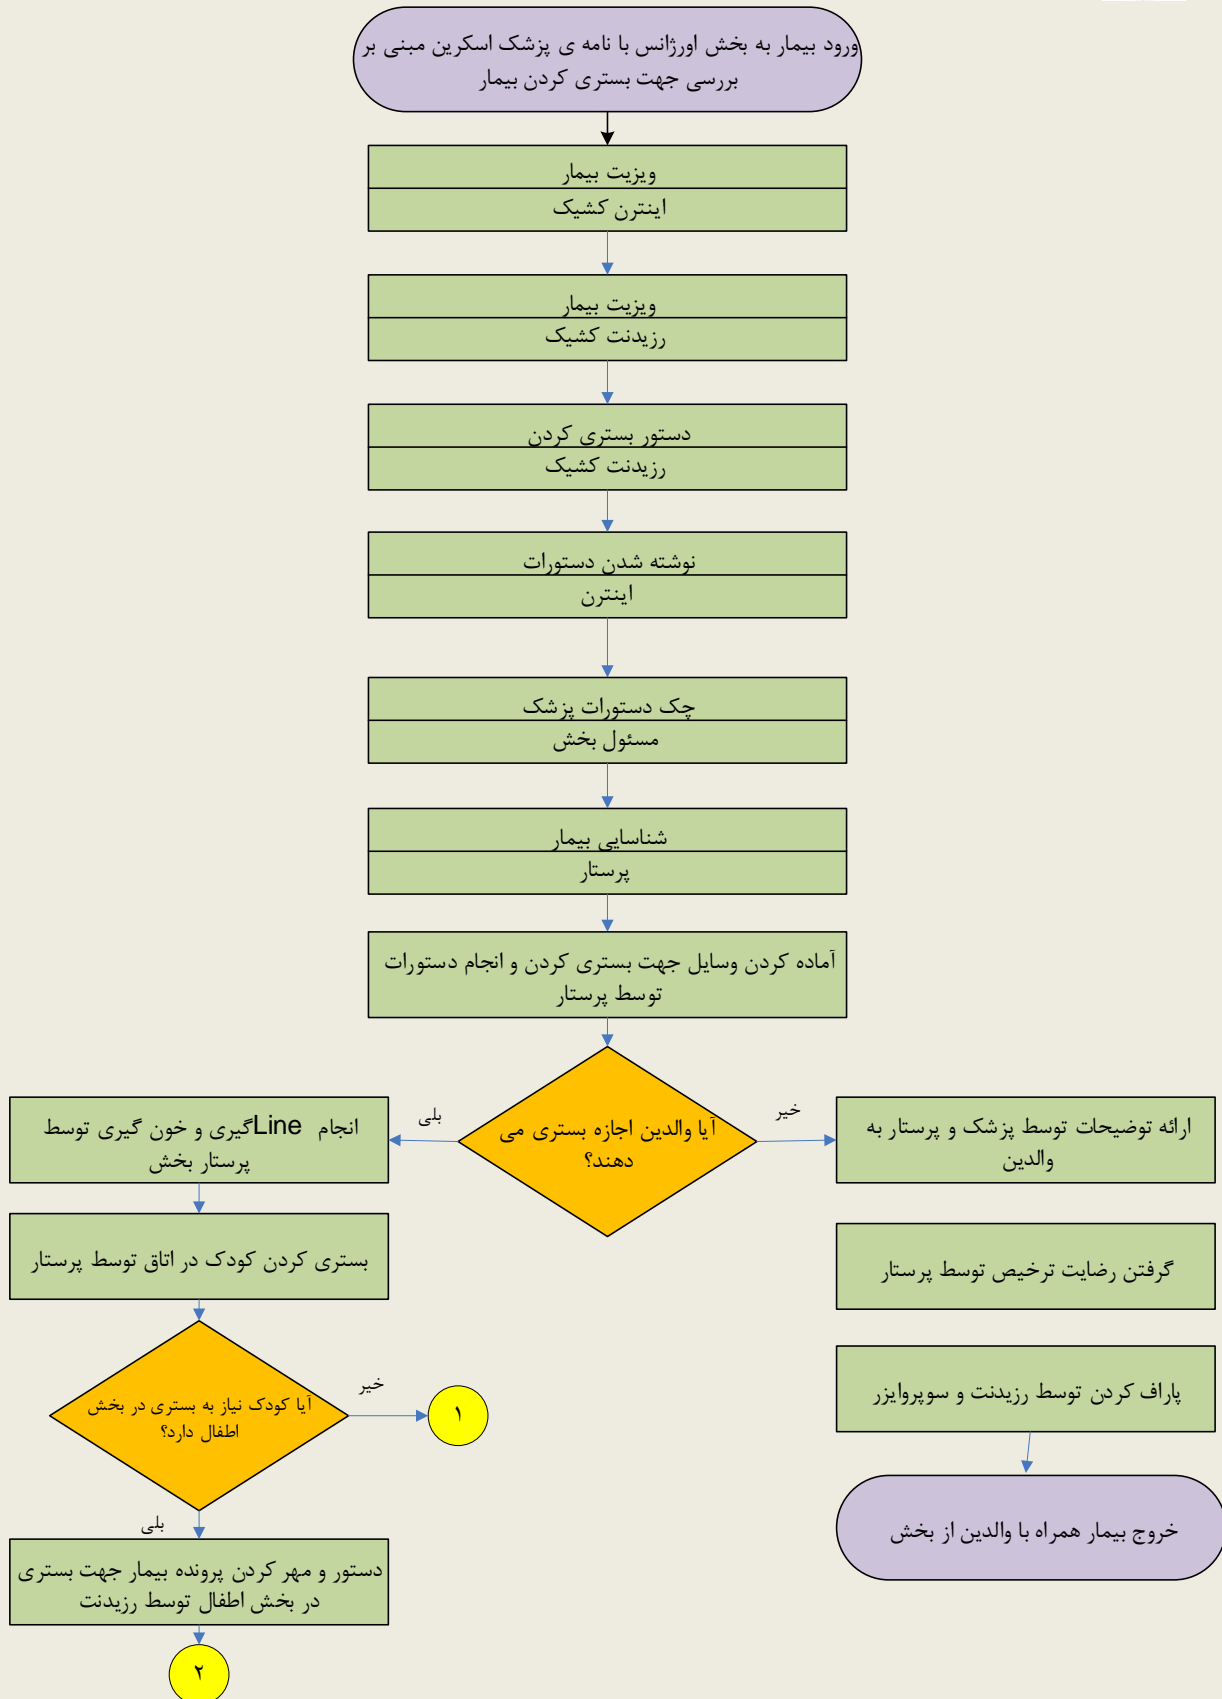 ورود بیمار به بخش اورژانس با نامه ی پزشک اسکرین مبنی بر
بررسی جهت بستری کردن بیمار
ویزیت بیمار
اینترن کشیک
ویزیت بیمار
رزیدنت کشیک
دستور بستری کردن
رزیدنت کشیک
نوشته شدن دستورات
اینترن
چک دستورات پزشک
مسئول بخش
شناسایی بیمار
پرستار
آماده کردن وسایل جهت بستری کردن و انجام دستورات
توسط پرستار
آیا والدین اجازه بستری می
دهند؟
خیر
ارائه توضیحات توسط پزشک و پرستار به
والدین
گرفتن رضایت ترخیص توسط پرستار
پاراف کردن توسط رزیدنت و سوپروایزر
خروج بیمار همراه با والدین از بخش
بلی
انجام Lineگیری و خون گیری توسط
پرستار بخش
بستری کردن کودک در اتاق توسط پرستار
آیا کودک نیاز به بستری در بخش
اطفال دارد؟
خیر
۱
بلی
دستور و مهر کردن پرونده بیمار جهت بستری
در بخش اطفال توسط رزیدنت
۲